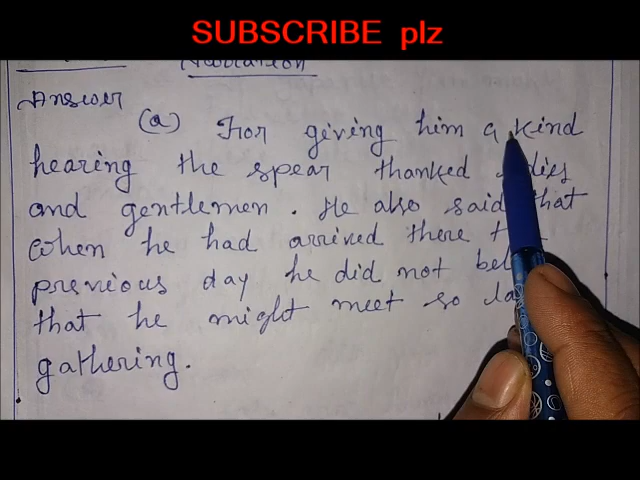 SUBSCRIBE plz
Narration
Answer
(a) For giving him a kind
hearing the spear thanked
and gentlemen. He also said that
when he had arrived there
previous day he did not
that he might meet so
gathering.